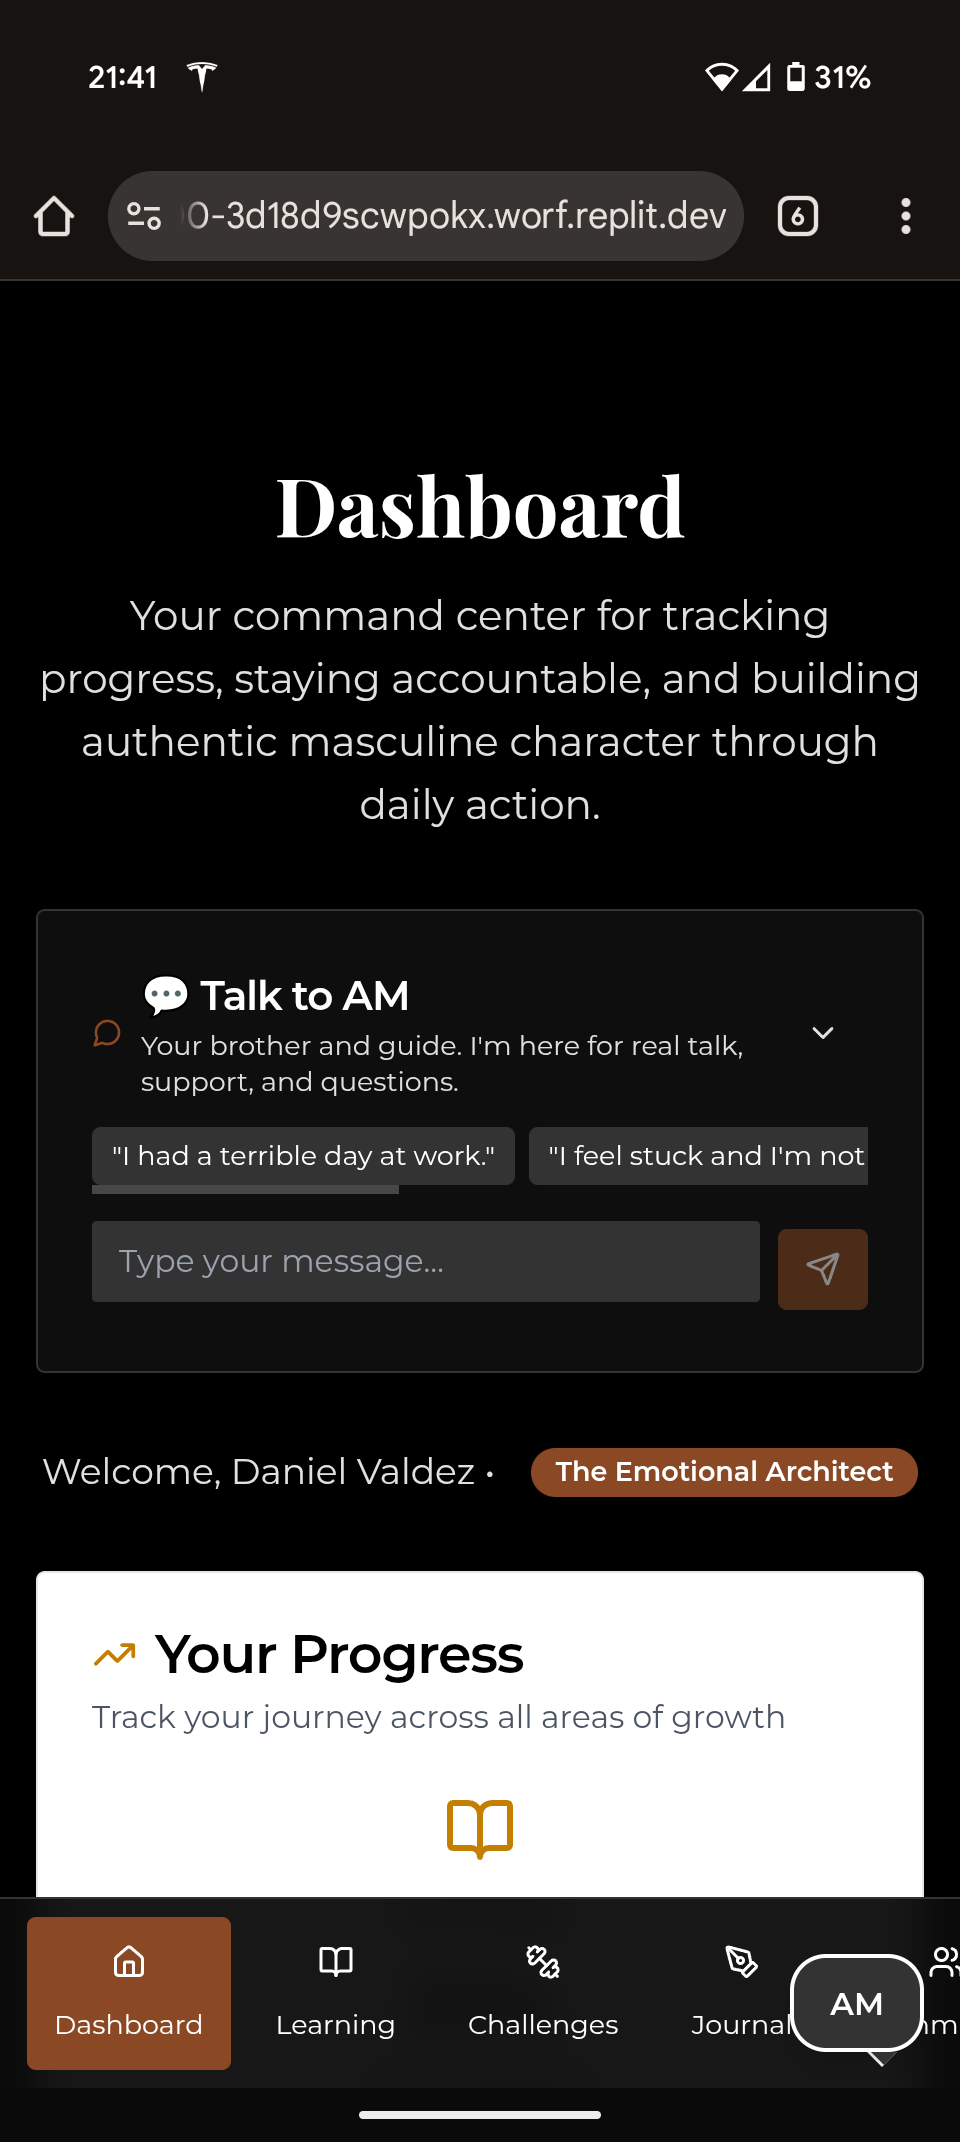 21:41
31%
0-3d18d9scwpokx.worf.replit.dev
6
Dashboard
Your command center for tracking
progress, staying accountable, and building
authentic masculine character through
daily action.
💬 Talk to AM
Your brother and guide. I'm here for real talk,
support, and questions.
"I had a terrible day at work."
"I feel stuck and I'm not
Type your message...
Welcome, Daniel Valdez •
The Emotional Architect
Your Progress
Track your journey across all areas of growth
Dashboard
Learning
Challenges
Journal
AM